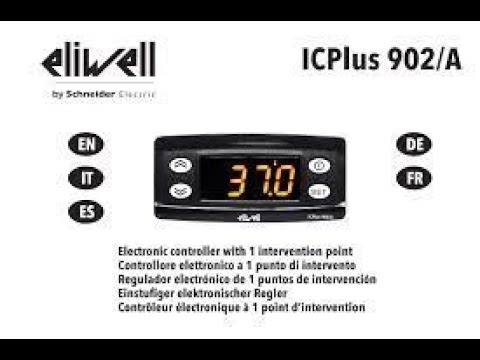 eliwell
by Schneider Electric
ICPlus 902/A
EN
IT
ES
DE
FR
37.0
SET
eliwell
Electronic controller with 1 intervention point
Controllore elettronico a 1 punto di intervento
Regulador electrónico de 1 puntos de intervención
Einstufiger elektronischer Regler
Contrôleur électronique à 1 point d'intervention